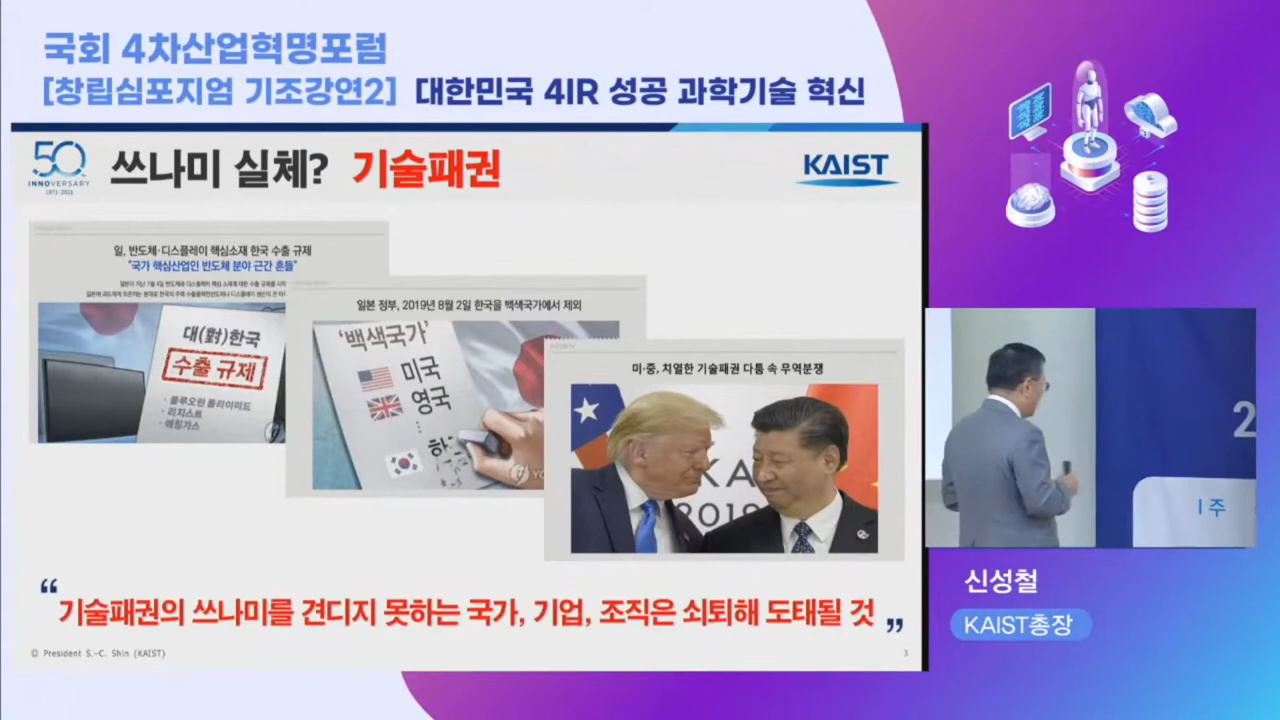 국회 4차산업혁명포럼
[창립심포지엄 기조강연2] 대한민국 4IR 성공 과학기술 혁신
50
INNOVERSARY
1971-2021
쓰나미 실체? 기술패권
KAIST
일, 반도체·디스플레이 핵심소재 한국 수출 규제
"국가 핵심산업인 반도체 분야 근간 흔들"
대(對)한국
수출 규제
· 플루오린 폴리이미드
· 리지스트
· 에칭가스
일본 정부, 2019년 8월 2일 한국을 백색국가에서 제외
'백색국가'
미국
영국
미·중, 치열한 기술패권 다툼 속 무역분쟁
2019
“기술패권의 쓰나미를 견디지 못하는 국가, 기업, 조직은 쇠퇴해 도태될 것”
© President S.-C. Shin (KAIST)
3
2
I 주
신성철
KAIST총장